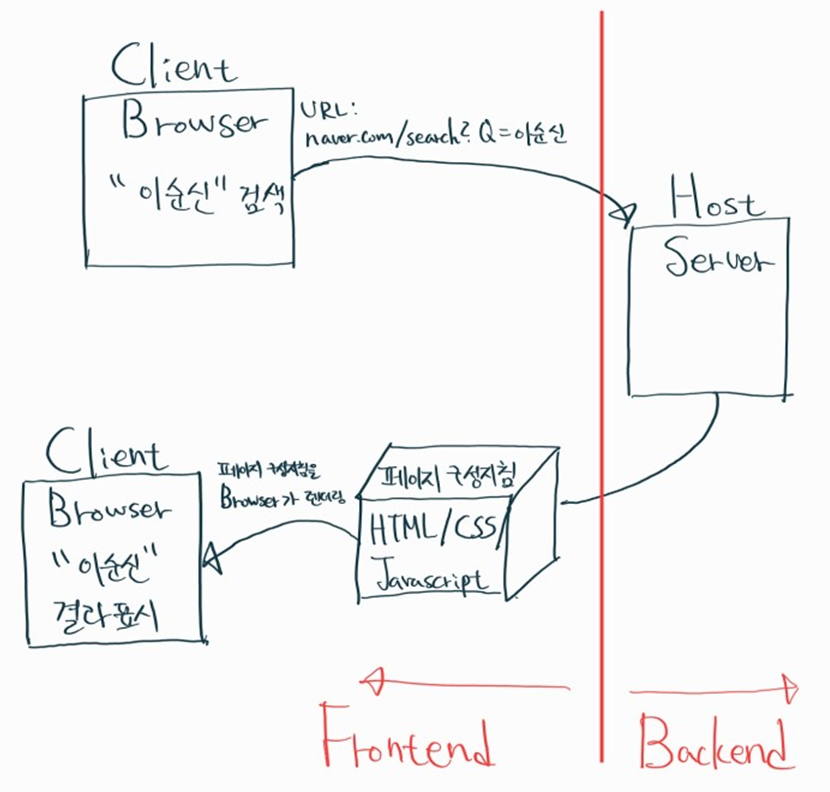 Client
Browser
"이순신" 검색
URL:
naver.com/search? Q=이순신
Host
Server
Client
Browser
"이순신"
결과표시
페이지 구성지침을
Browser가 렌더링
페이지 구성지침
HTML/CSS/
Javascript
Frontend
Backend